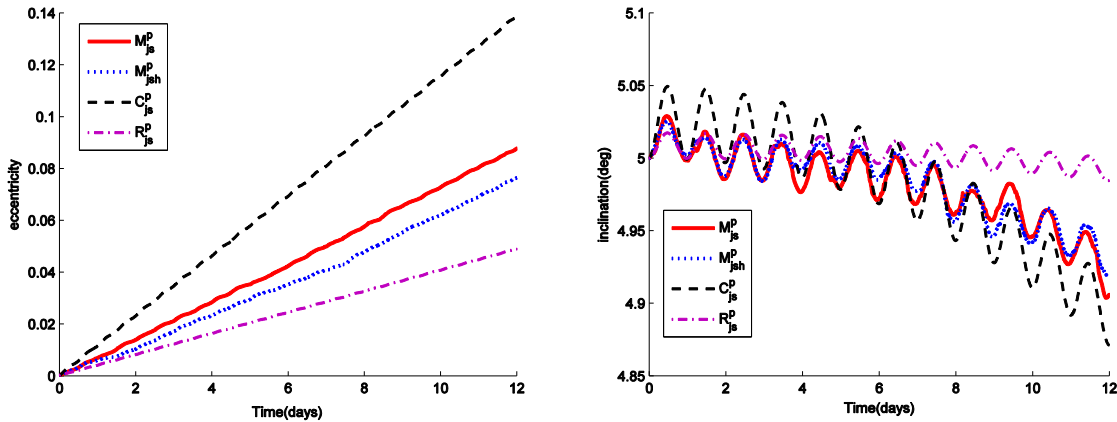 0.14
0.12
0.1
0.08
0.06
0.04
0.02
0
eccentricity
0 2 4 6 8 10 12
Time(days)
M^p_js
M^p_jsh
C^p_js
R^p_js
5.1
5.05
5
4.95
4.9
4.85
inclination(deg)
0 2 4 6 8 10 12
Time(days)
M^p_js
M^p_jsh
C^p_js
R^p_js